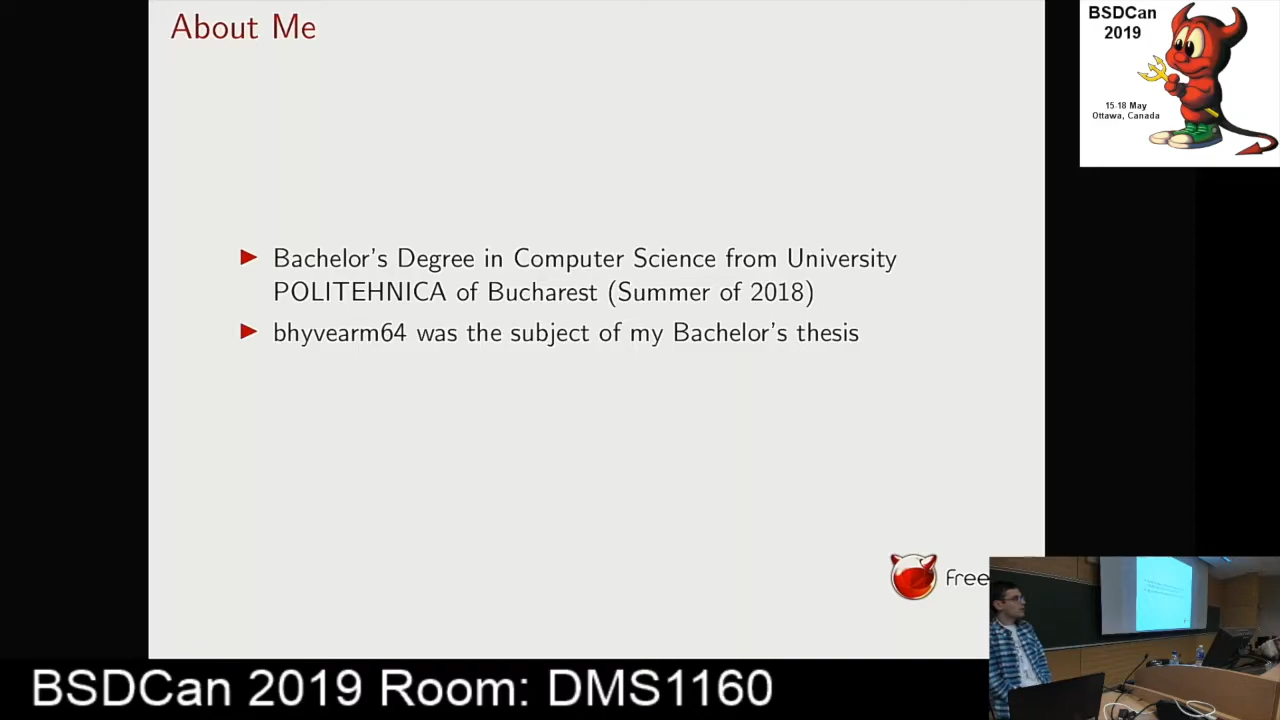 About Me
BSDCan
2019
15-18 May
Ottawa, Canada
Bachelor's Degree in Computer Science from University
POLITEHNICA of Bucharest (Summer of 2018)
bhyvearm64 was the subject of my Bachelor's thesis
Free
BSDCan 2019 Room: DMS1160